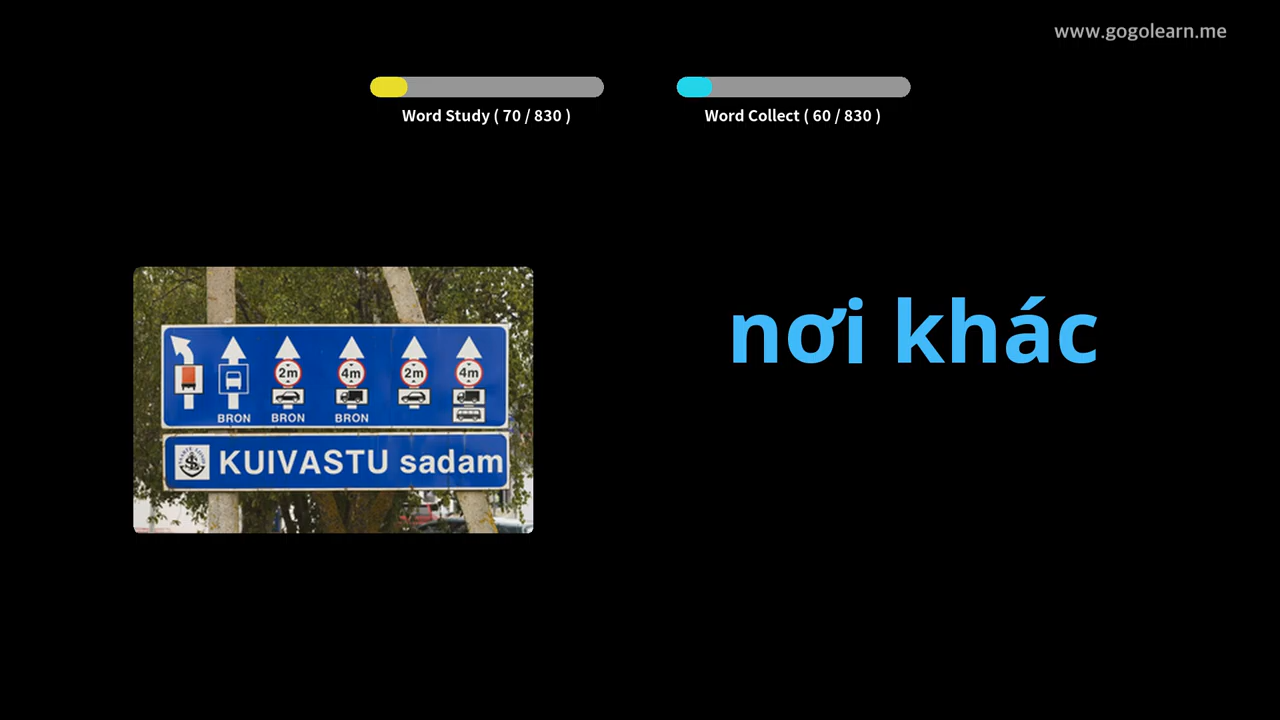 www.gogolearn.me
Word Study ( 70 / 830 )
Word Collect ( 60 / 830 )
nơi khác
2m 4m 2m 4m
BRON BRON BRON
KUIVASTU sadam